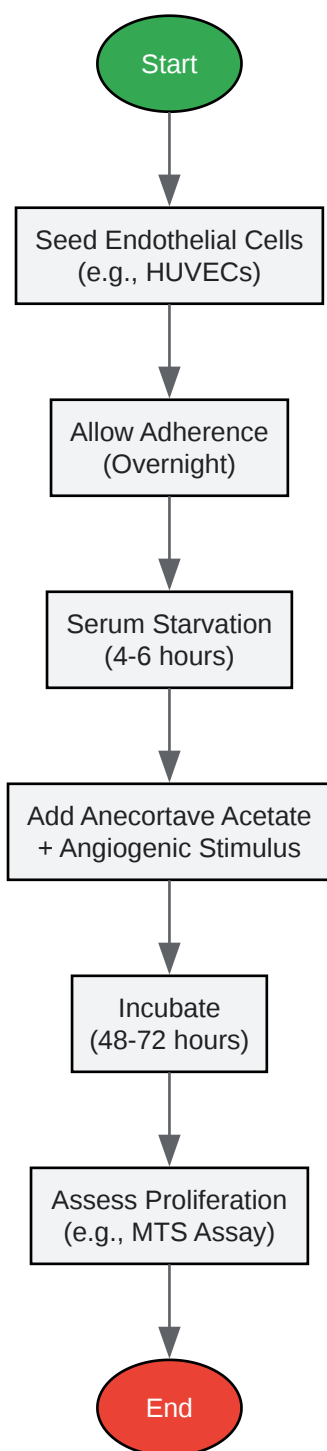 Start
Seed Endothelial Cells
(e.g., HUVECs)
Allow Adherence
(Overnight)
Serum Starvation
(4-6 hours)
Add Anecortave Acetate
+ Angiogenic Stimulus
Incubate
(48-72 hours)
Assess Proliferation
(e.g., MTS Assay)
End